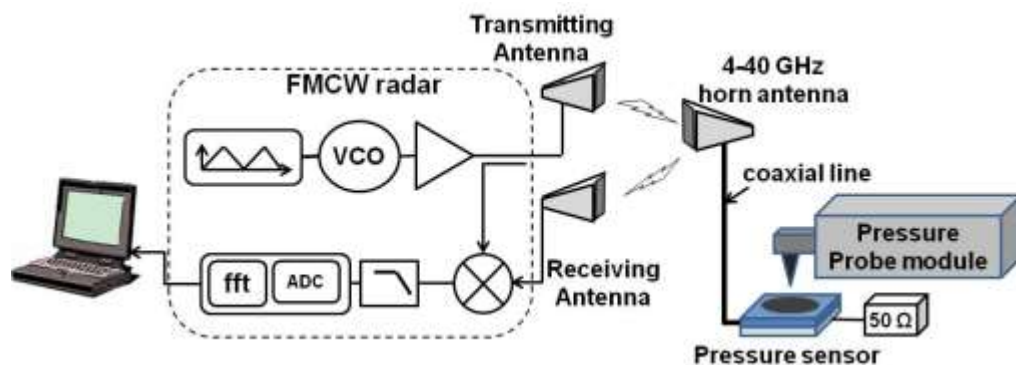 Transmitting
Antenna
4-40 GHz
horn antenna
FMCW radar
VCO
coaxial line
Pressure
Probe module
fft
ADC
Receiving
Antenna
50 Ω
Pressure sensor